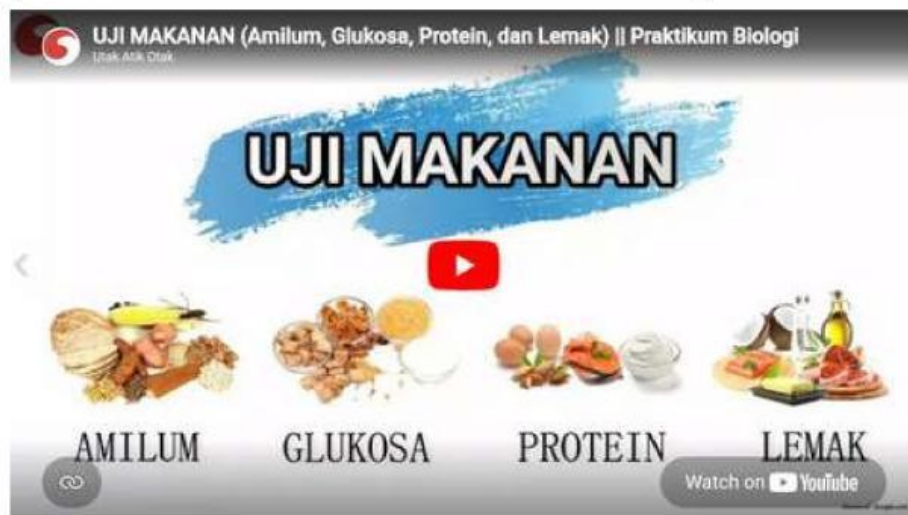 UJI MAKANAN (Amilum, Glukosa, Protein, dan Lemak) || Praktikum Biologi
Utak Atik Otak
UJI MAKANAN
AMILUM GLUKOSA PROTEIN LEMAK
Watch on YouTube